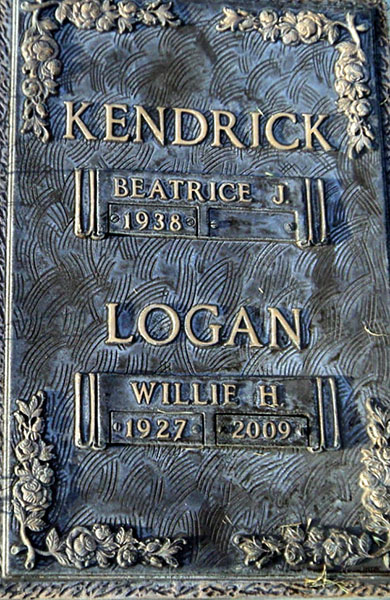 KENDRICK
BEATRICE J.
1938
LOGAN
WILLIE H.
1927 2009